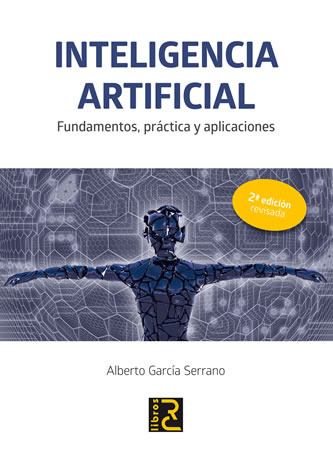 INTELIGENCIA
ARTIFICIAL
Fundamentos, práctica y aplicaciones
2ª edición
revisada
Alberto García Serrano
libros
RC